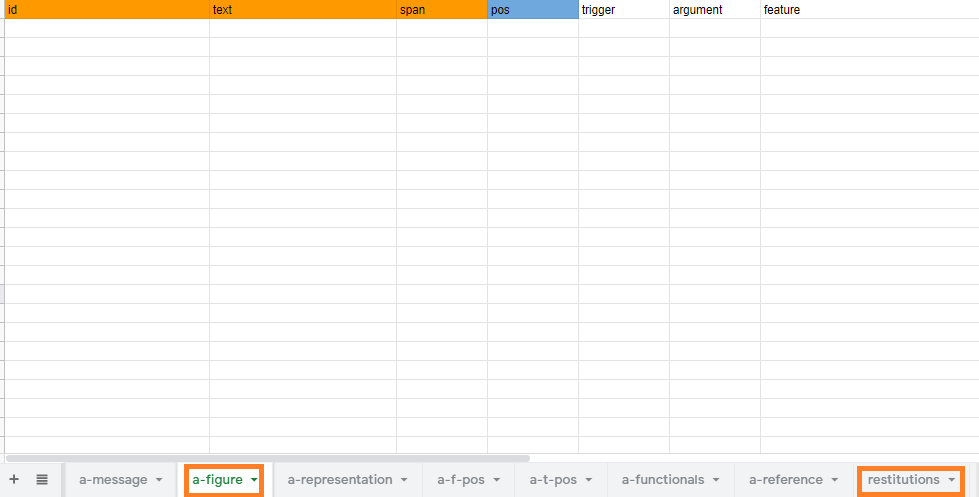 id text span pos trigger argument feature
+ a-message a-figure a-representation a-f-pos a-t-pos a-functionals a-reference restitutions